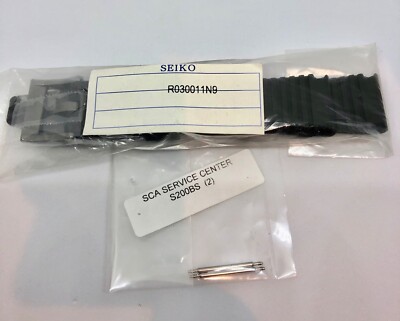 SEIKO
R030011N9
SCA SERVICE CENTER
S200BS (2)